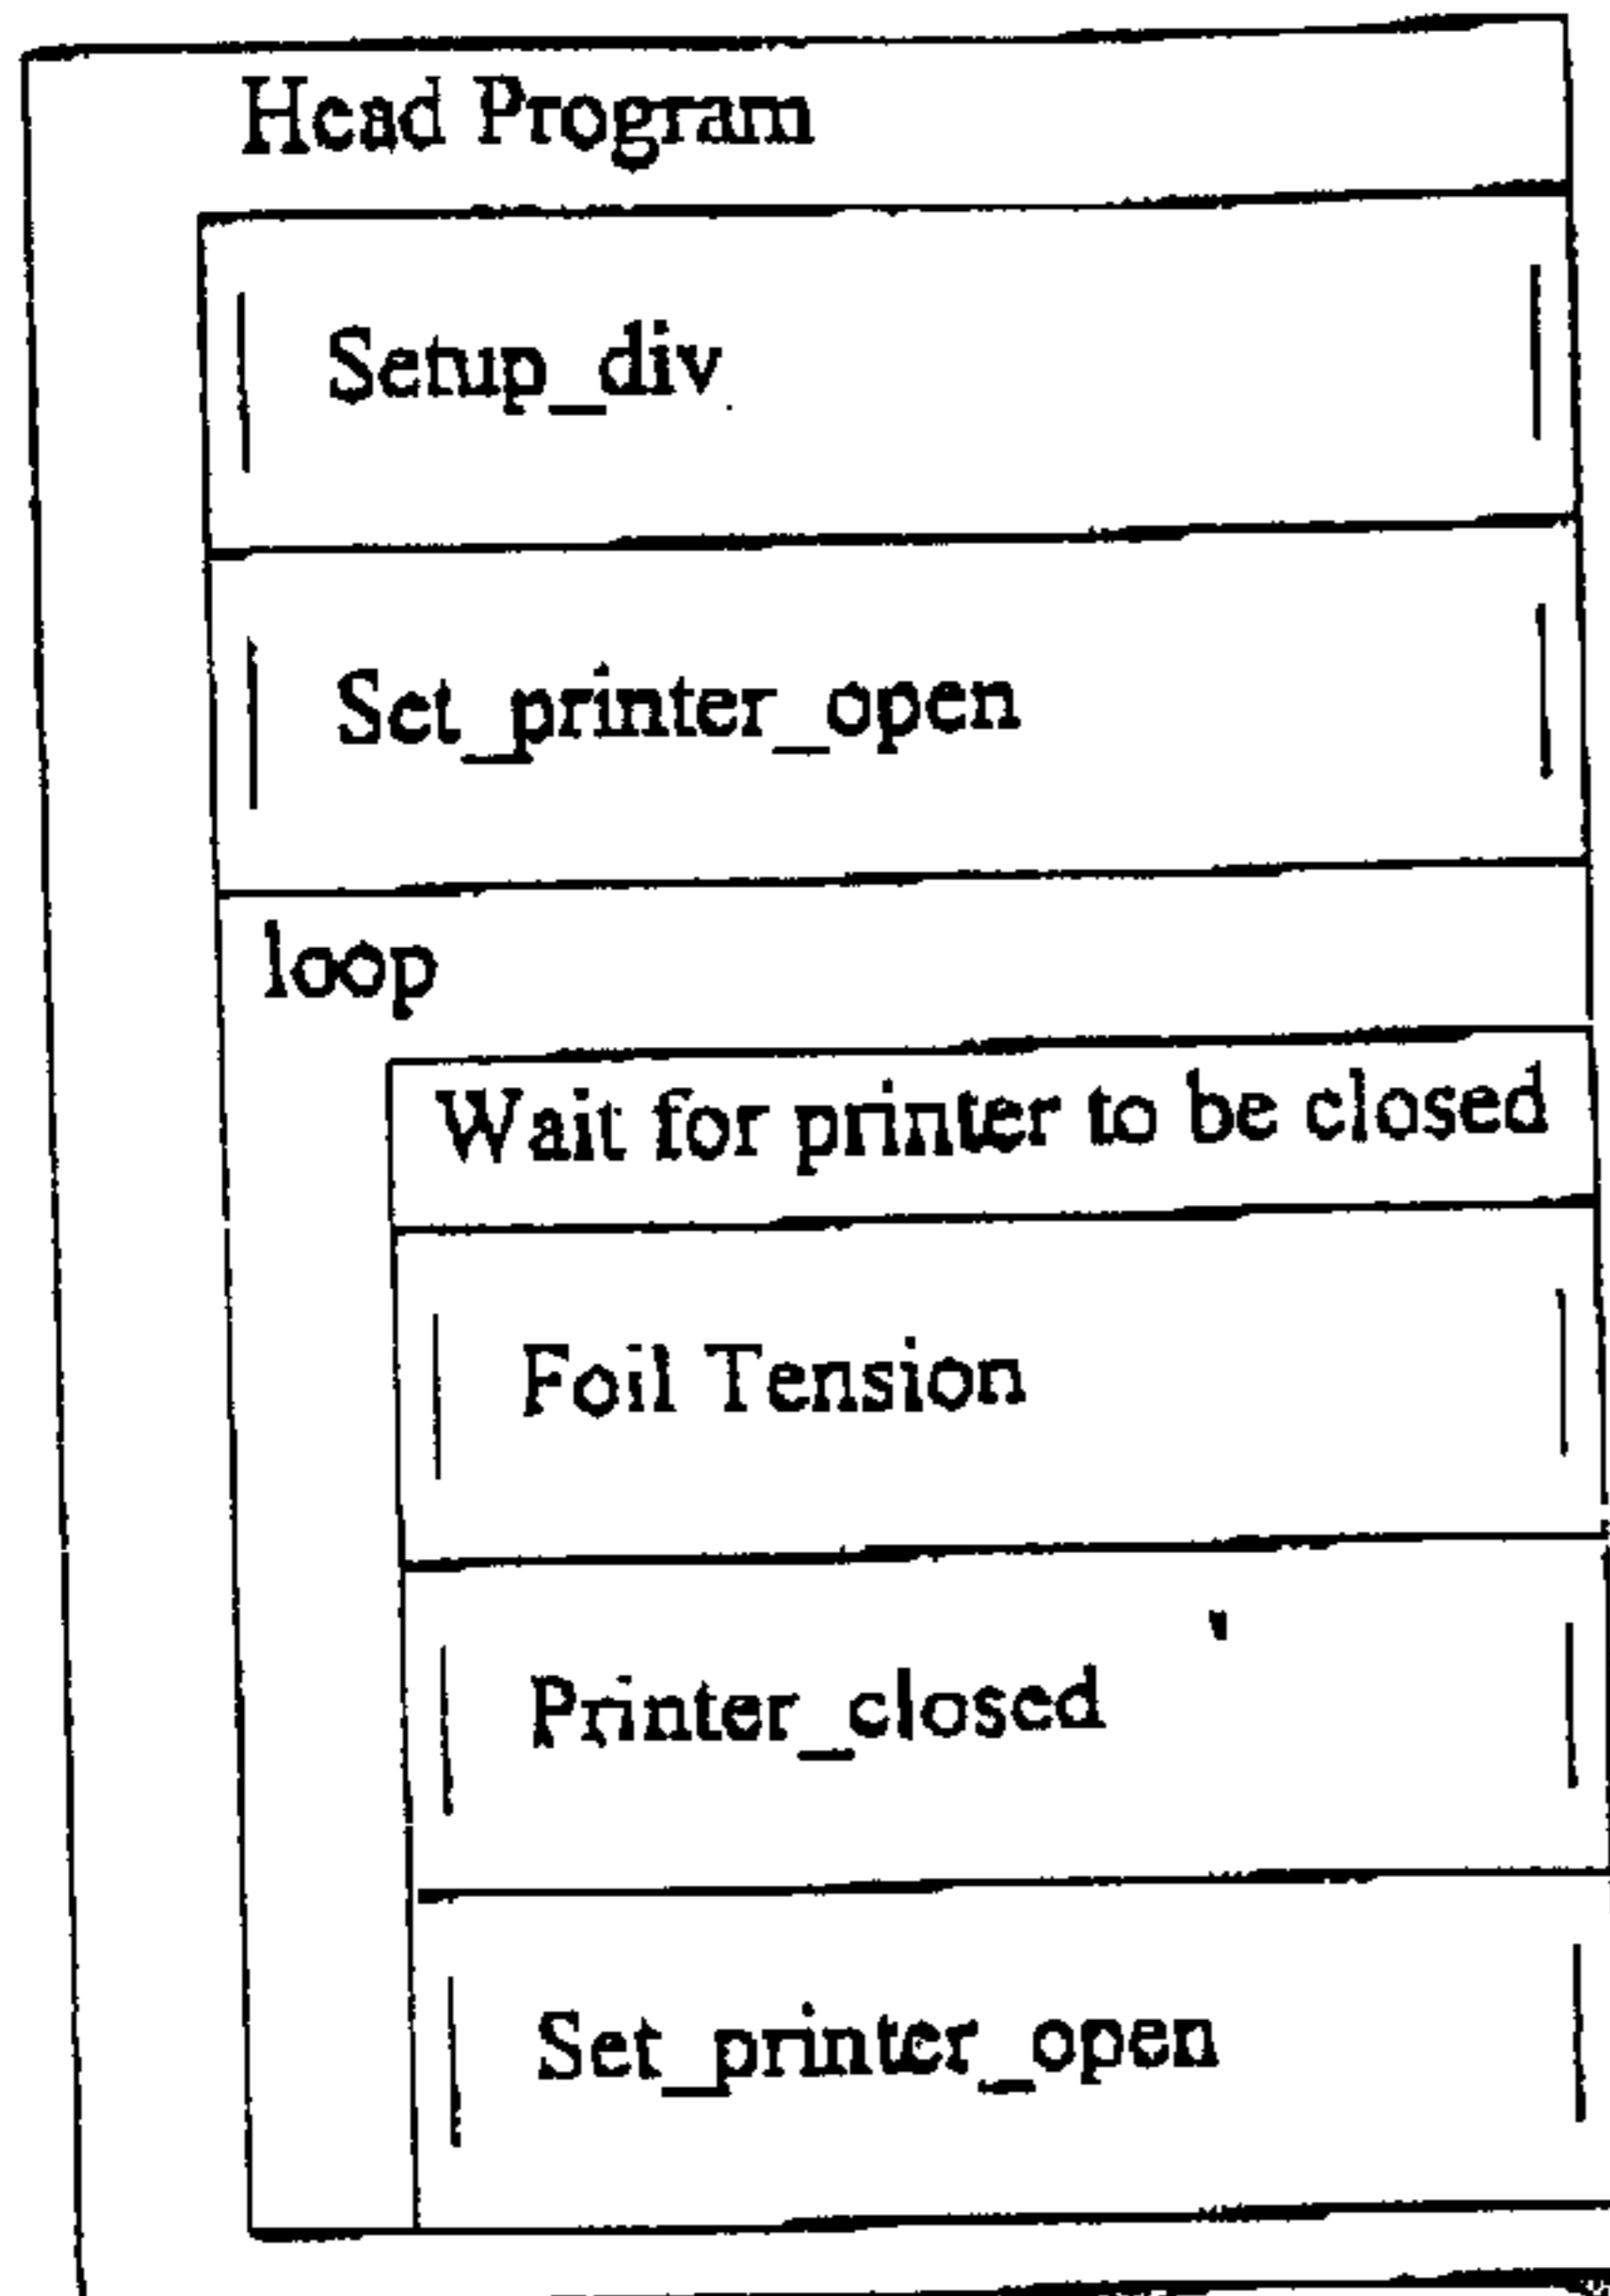 Head Program
Setup_div
Set_printer_open
loop
Wait for printer to be closed
Foil Tension
Printer_closed
Set_printer_open